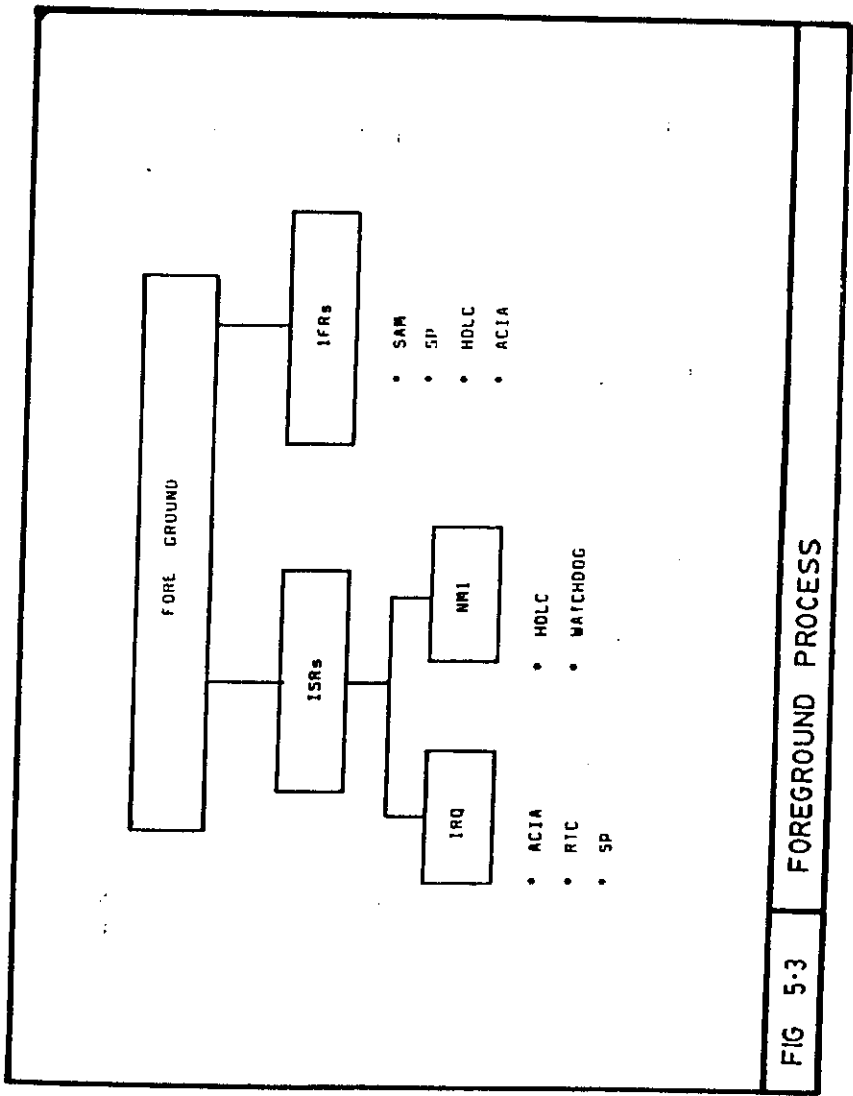 FORE GROUND
ISRs
IFRs
IRQ
NMI
• ACIA
• RTC
• SP
• HDLC
• WATCHDOG
• SAM
• SP
• HDLC
• ACIA
FIG 5.3
FOREGROUND PROCESS